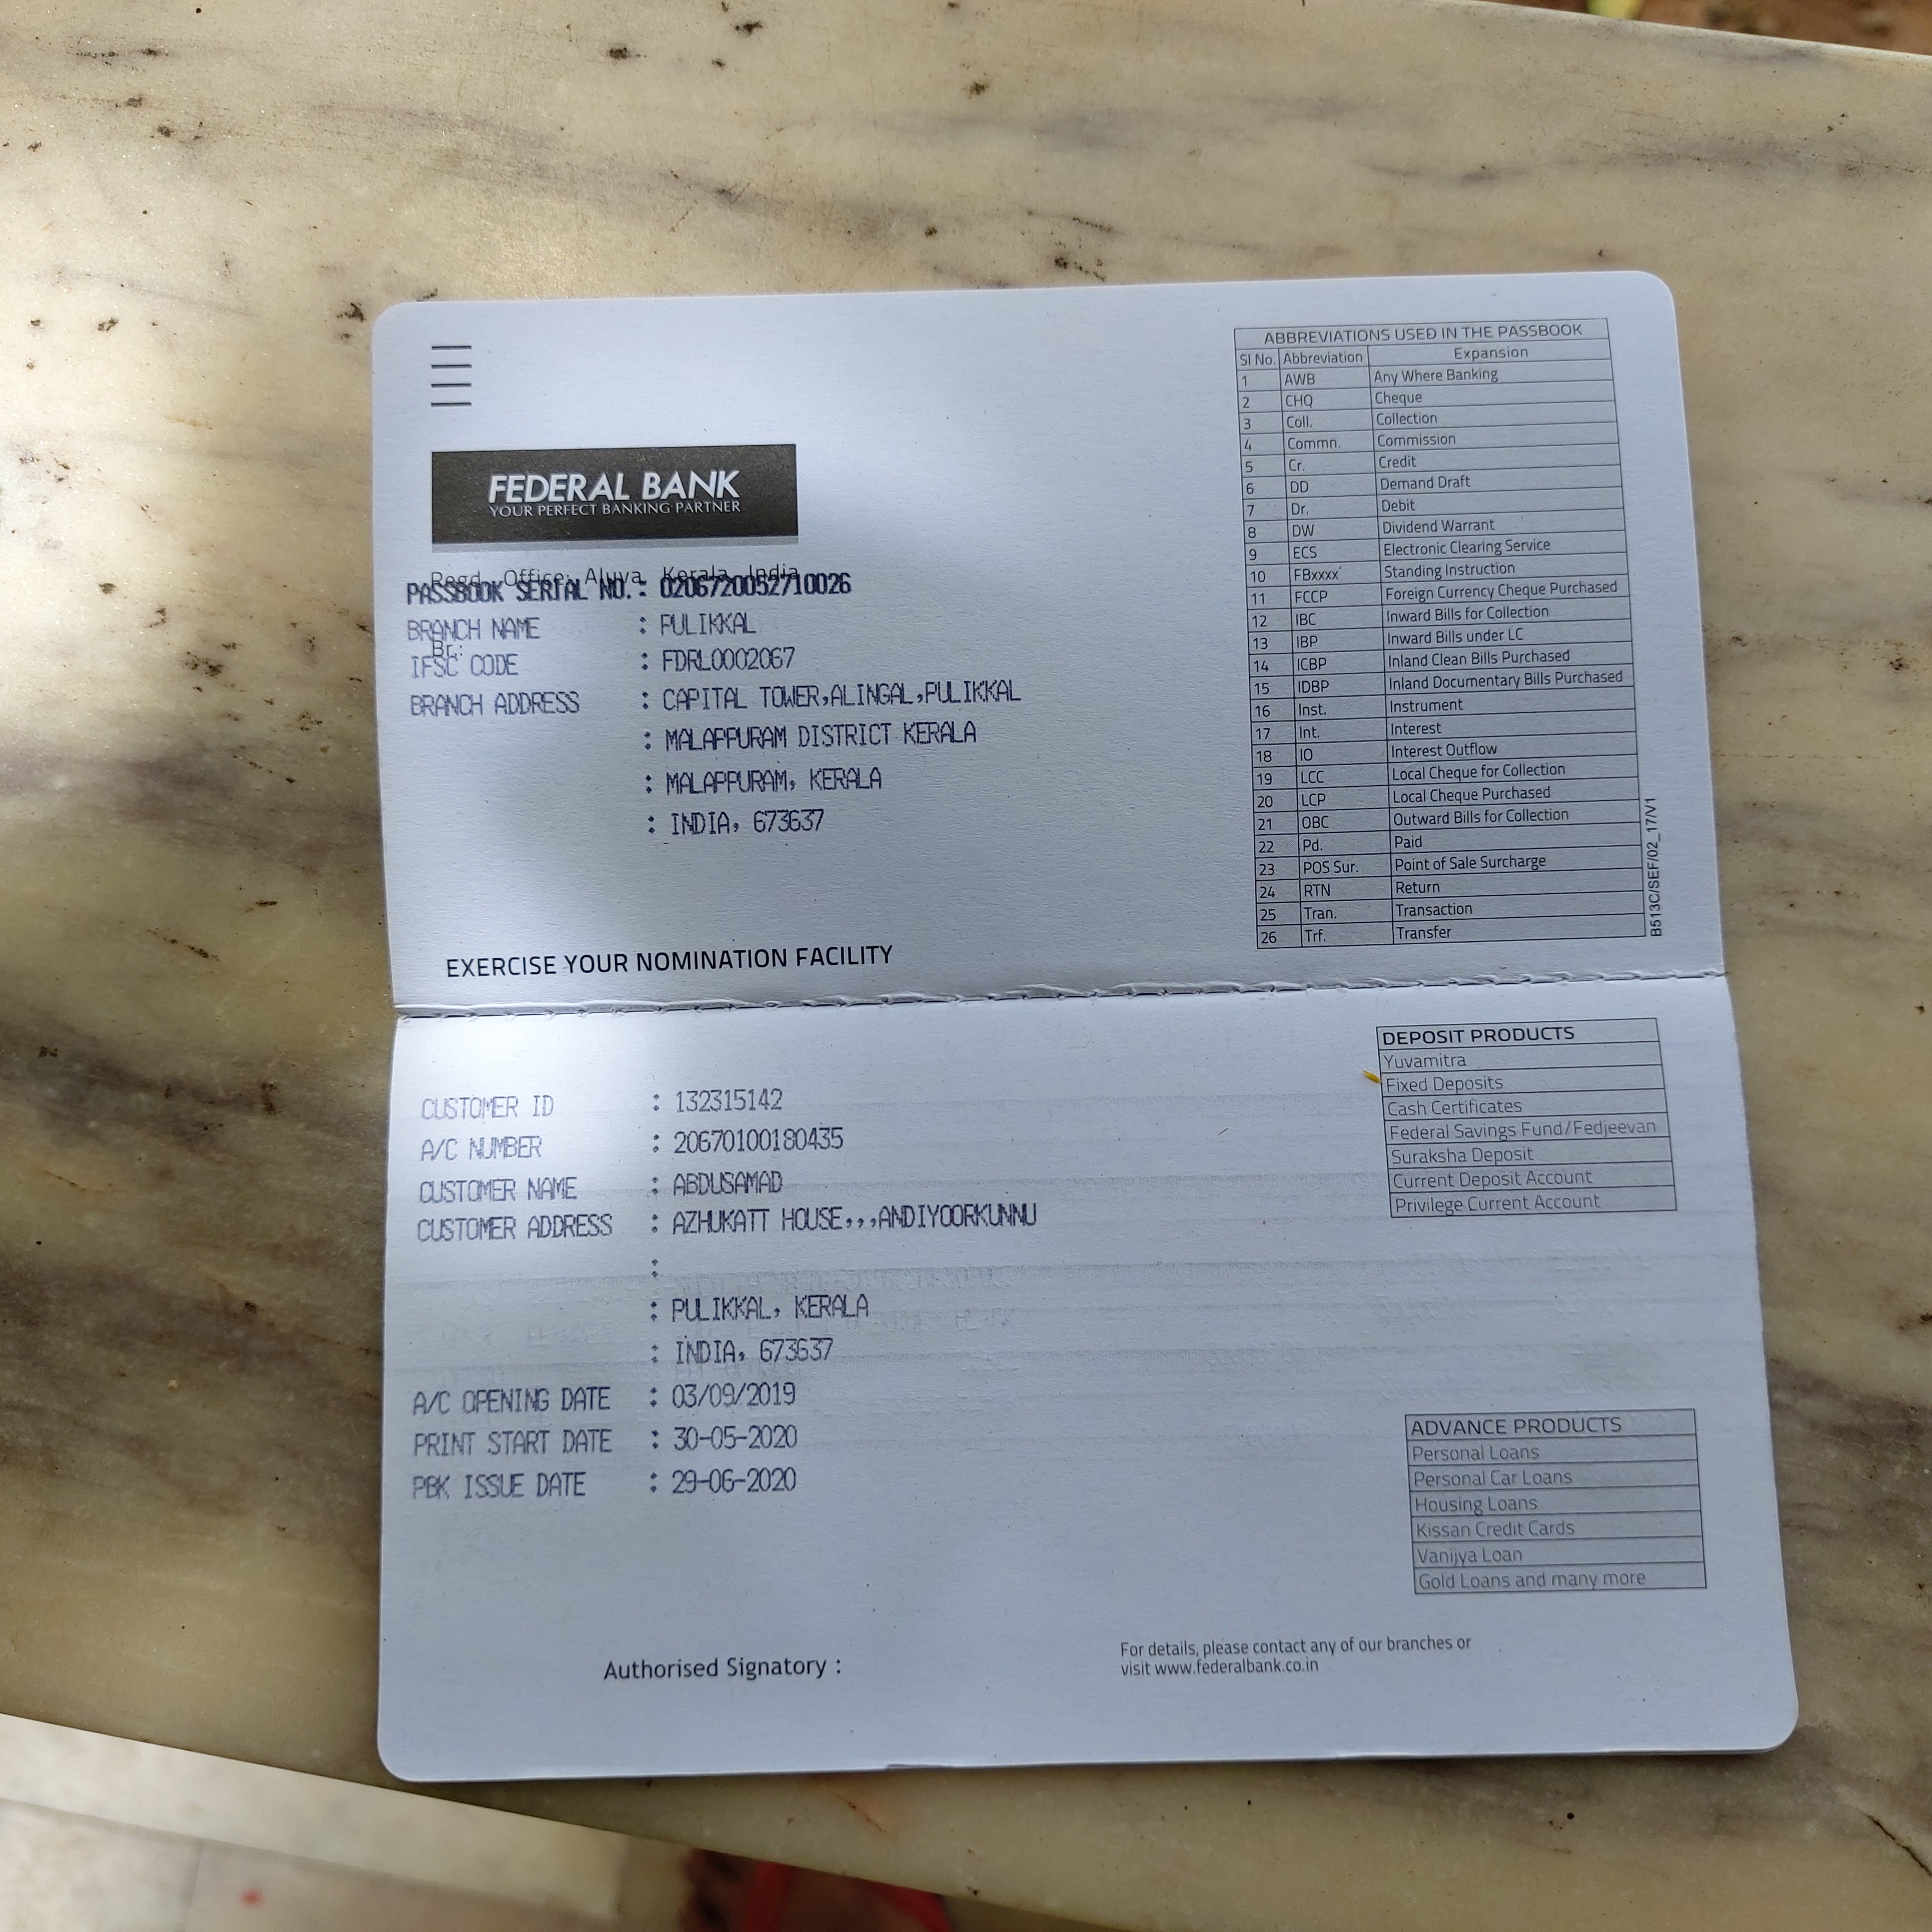 FEDERAL BANK
YOUR PERFECT BANKING PARTNER
Regd. Office: Aluva, Kerala, India
PASSBOOK SERIAL NO.: 0206720052710026
BRANCH NAME : PULIKKAL
IFSC CODE : FDRL0002067
BRANCH ADDRESS : CAPITAL TOWER,ALINGAL,PULIKKAL
: MALAPPURAM DISTRICT KERALA
: MALAPPURAM, KERALA
: INDIA, 673637
EXERCISE YOUR NOMINATION FACILITY
ABBREVIATIONS USED IN THE PASSBOOK
Sl No. Abbreviation Expansion
1 AWB Any Where Banking
2 CHQ Cheque
3 Coll. Collection
4 Commn. Commission
5 Cr. Credit
6 DD Demand Draft
7 Dr. Debit
8 DW Dividend Warrant
9 ECS Electronic Clearing Service
10 FBxxxx Standing Instruction
11 FCCP Foreign Currency Cheque Purchased
12 IBC Inward Bills for Collection
13 IBP Inward Bills under LC
14 ICBP Inland Clean Bills Purchased
15 IDBP Inland Documentary Bills Purchased
16 Inst. Instrument
17 Int. Interest
18 IO Interest Outflow
19 LCC Local Cheque for Collection
20 LCP Local Cheque Purchased
21 OBC Outward Bills for Collection
22 Pd. Paid
23 POS Sur. Point of Sale Surcharge
24 RTN Return
25 Tran. Transaction
26 Trf. Transfer
B513C/SEF/02_17/V1
CUSTOMER ID : 132315142
A/C NUMBER : 20670100180435
CUSTOMER NAME : ABDUSAMAD
CUSTOMER ADDRESS : AZHUKATT HOUSE,,,ANDIYOORKUNNU
:
: PULIKKAL, KERALA
: INDIA, 673637
A/C OPENING DATE : 03/09/2019
PRINT START DATE : 30-05-2020
PBK ISSUE DATE : 29-06-2020
Authorised Signatory :
DEPOSIT PRODUCTS
Yuvamitra
Fixed Deposits
Cash Certificates
Federal Savings Fund/Fedjeevan
Suraksha Deposit
Current Deposit Account
Privilege Current Account
ADVANCE PRODUCTS
Personal Loans
Personal Car Loans
Housing Loans
Kissan Credit Cards
Vanijya Loan
Gold Loans and many more
For details, please contact any of our branches or
visit www.federalbank.co.in